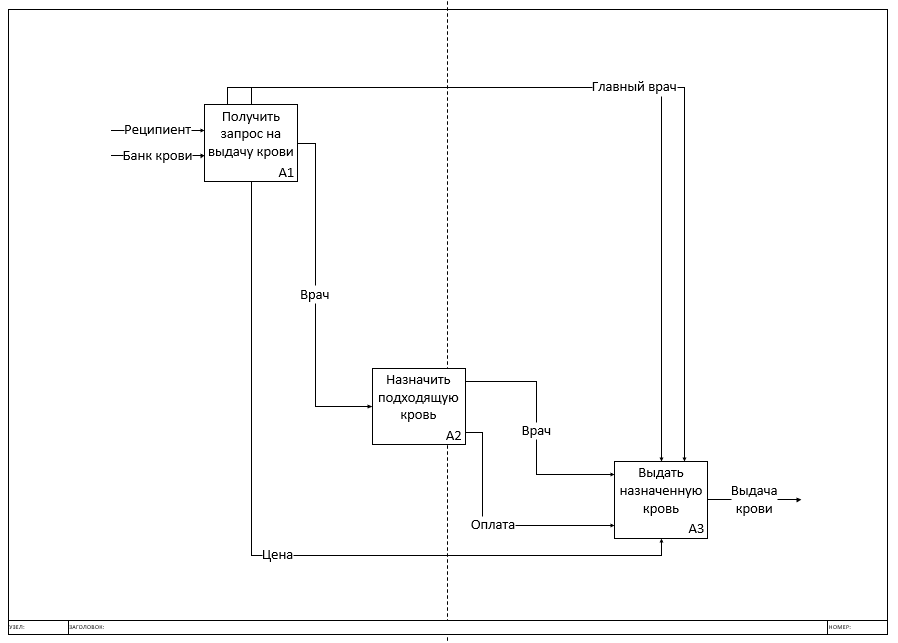 Главный врач
Получить
запрос на
выдачу крови
A1
Реципиент
Банк крови
Врач
Назначить
подходящую
кровь
A2
Врач
Выдать
назначенную
кровь
A3
Выдача
крови
Оплата
Цена
УЗЕЛ:
ЗАГОЛОВОК:
НОМЕР: